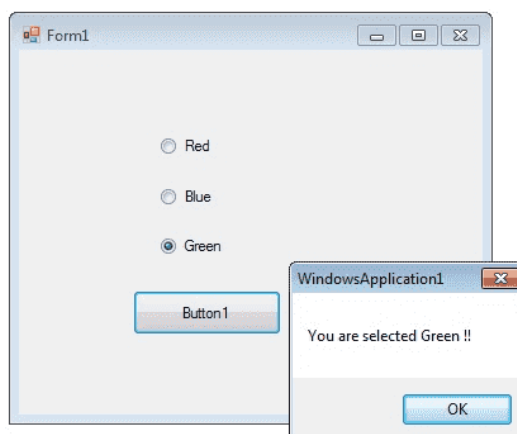 Form1
Red
Blue
Green
Button1
WindowsApplication1
You are selected Green !!
OK